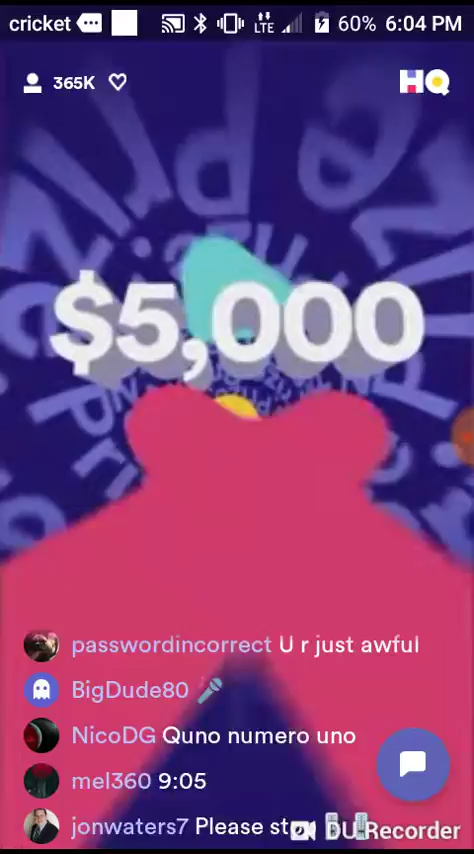 cricket LTE 60% 6:04 PM
365K HQ
$5,000
passwordincorrect U r just awful
BigDude80
NicoDG Quno numero uno
mel360 9:05
jonwaters7 Please DU Recorder